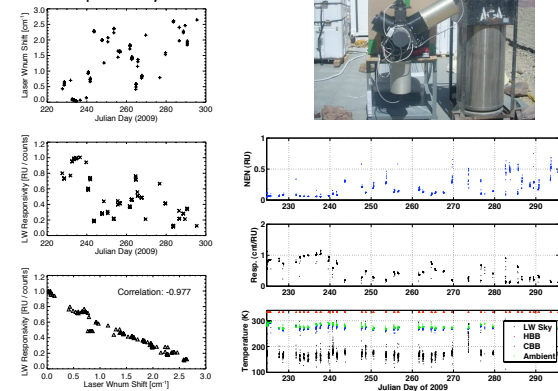 3.0
2.5
2.0
1.5
1.0
0.5
0.0
Laser Wnum Shift [cm⁻¹]
220 240 260 280 300
Julian Day (2009)
1.2
1.0
0.8
0.6
0.4
0.2
0.0
LW Responsivity [RU / counts]
220 240 260 280 300
Julian Day (2009)
1.2
1.0
0.8
0.6
0.4
0.2
0.0
LW Responsivity [RU / counts]
Correlation: -0.977
0.0 0.5 1.0 1.5 2.0 2.5 3.0
Laser Wnum Shift [cm⁻¹]
1
0.5
0
NEN (RU)
230 240 250 260 270 280 290
2
1
0
Resp. (cnt/RU)
230 240 250 260 270 280 290
300
200
100
Temperature (K)
LW Sky
HBB
CBB
Ambient
230 240 250 260 270 280 290
Julian Day of 2009